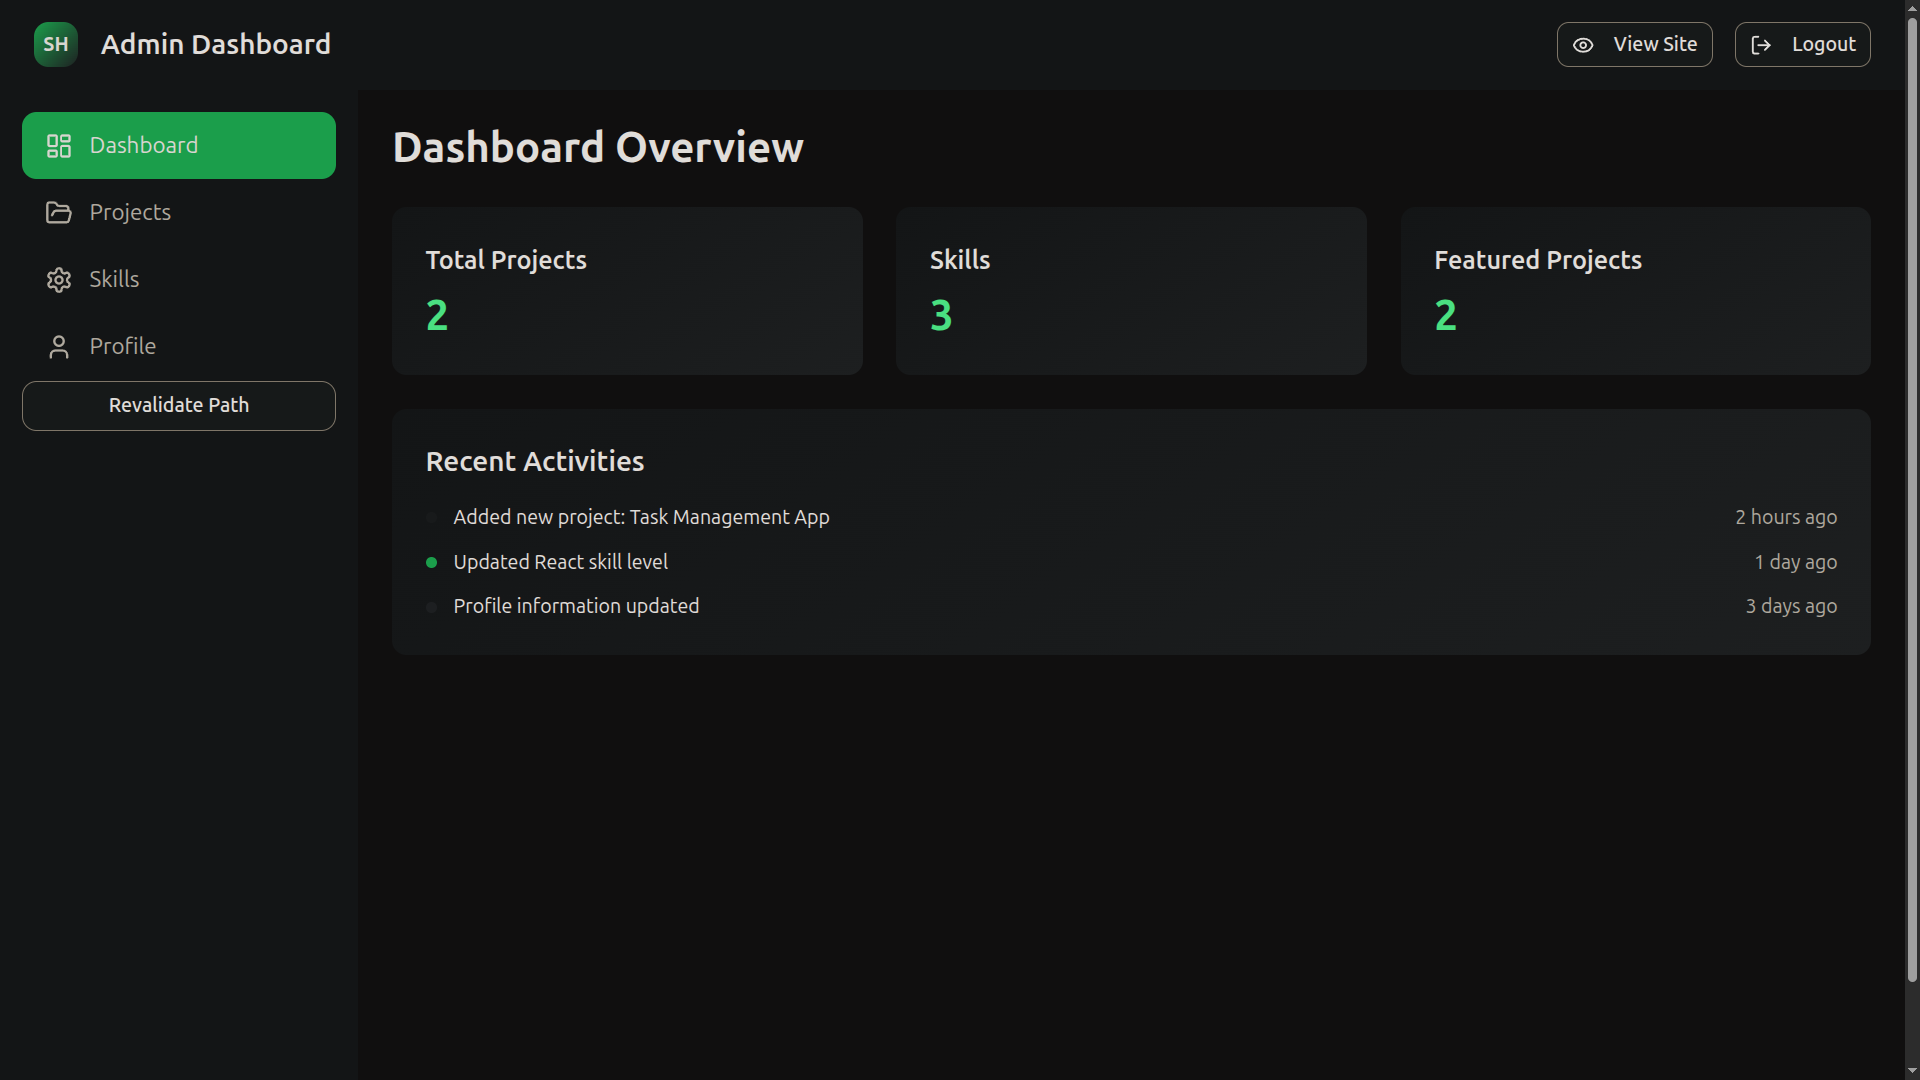 SH
Admin Dashboard
View Site
Logout
Dashboard
Projects
Skills
Profile
Revalidate Path
Dashboard Overview
Total Projects
2
Skills
3
Featured Projects
2
Recent Activities
Added new project: Task Management App
2 hours ago
Updated React skill level
1 day ago
Profile information updated
3 days ago